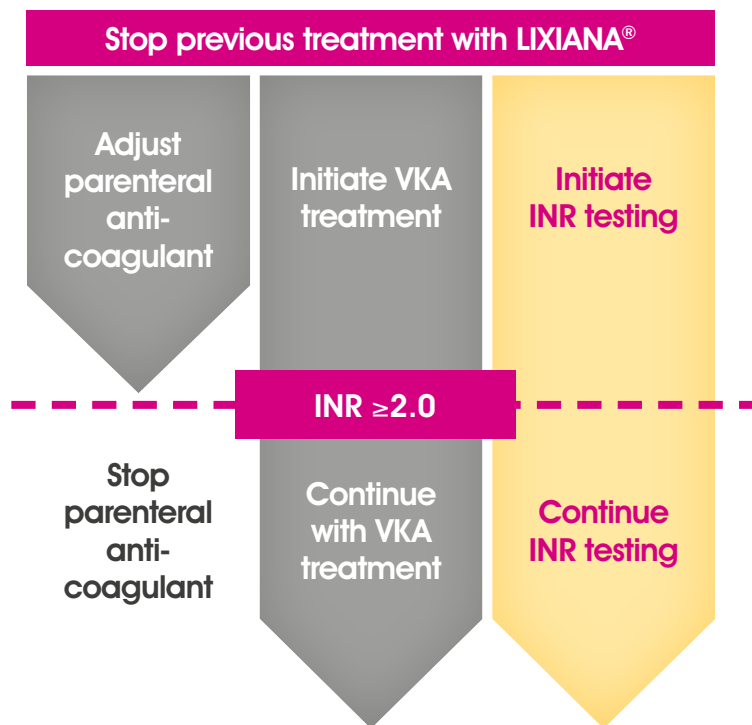 Stop previous treatment with LIXIANA®
Adjust
parenteral
anti-
coagulant
Initiate VKA
treatment
Initiate
INR testing
INR ≥2.0
Stop
parenteral
anti-
coagulant
Continue
with VKA
treatment
Continue
INR testing